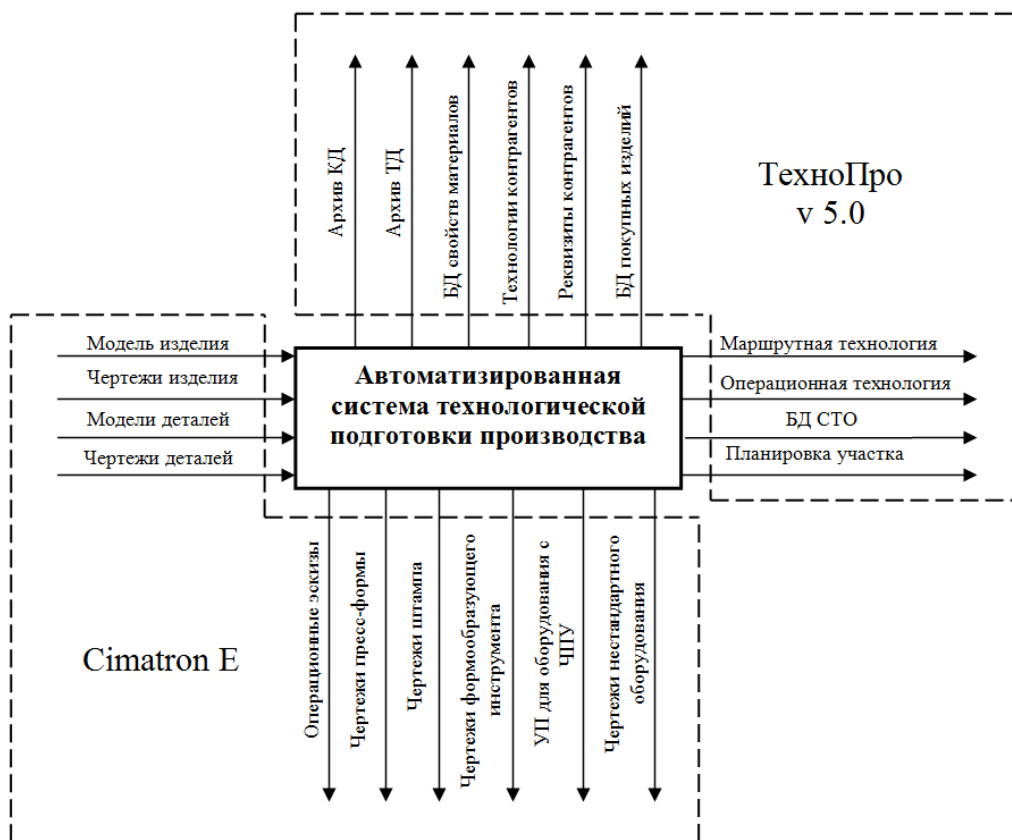 Архив КД
Архив ТД
БД свойств материалов
Технологии контрагентов
Реквизиты контрагентов
БД покупных изделий
ТехноПро
v 5.0
Модель изделия
Чертежи изделия
Модели деталей
Чертежи деталей
Автоматизированная
система технологической
подготовки производства
Маршрутная технология
Операционная технология
БД СТО
Планировка участка
Cimatron E
Операционные эскизы
Чертежи пресс-формы
Чертежи штампа
Чертежи формообразующего
инструмента
УП для оборудования с
ЧПУ
Чертежи нестандартного
оборудования